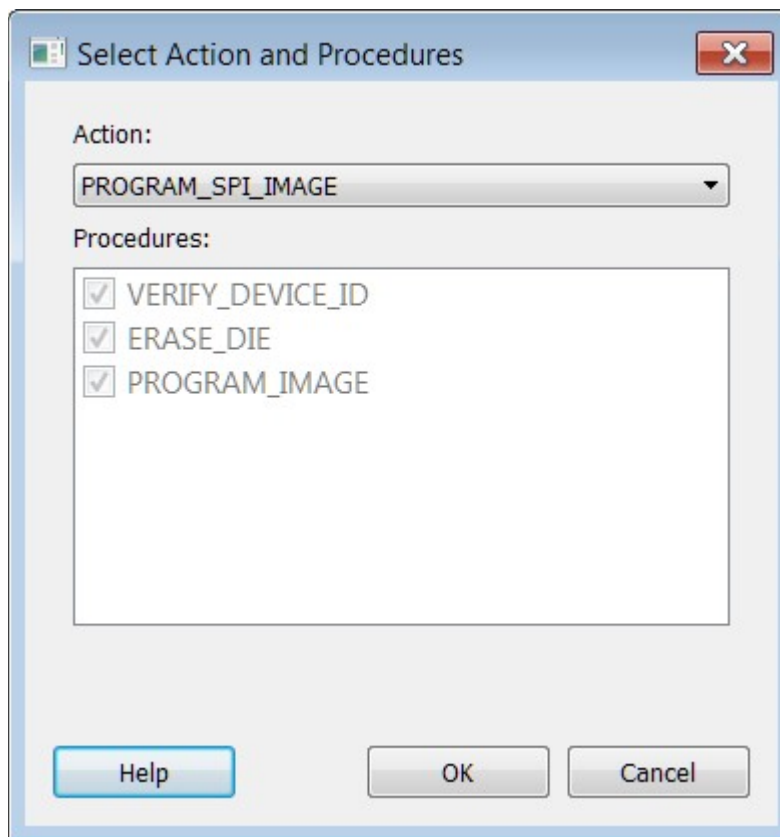 Select Action and Procedures
Action:
PROGRAM_SPI_IMAGE
Procedures:
VERIFY_DEVICE_ID
ERASE_DIE
PROGRAM_IMAGE
Help OK Cancel